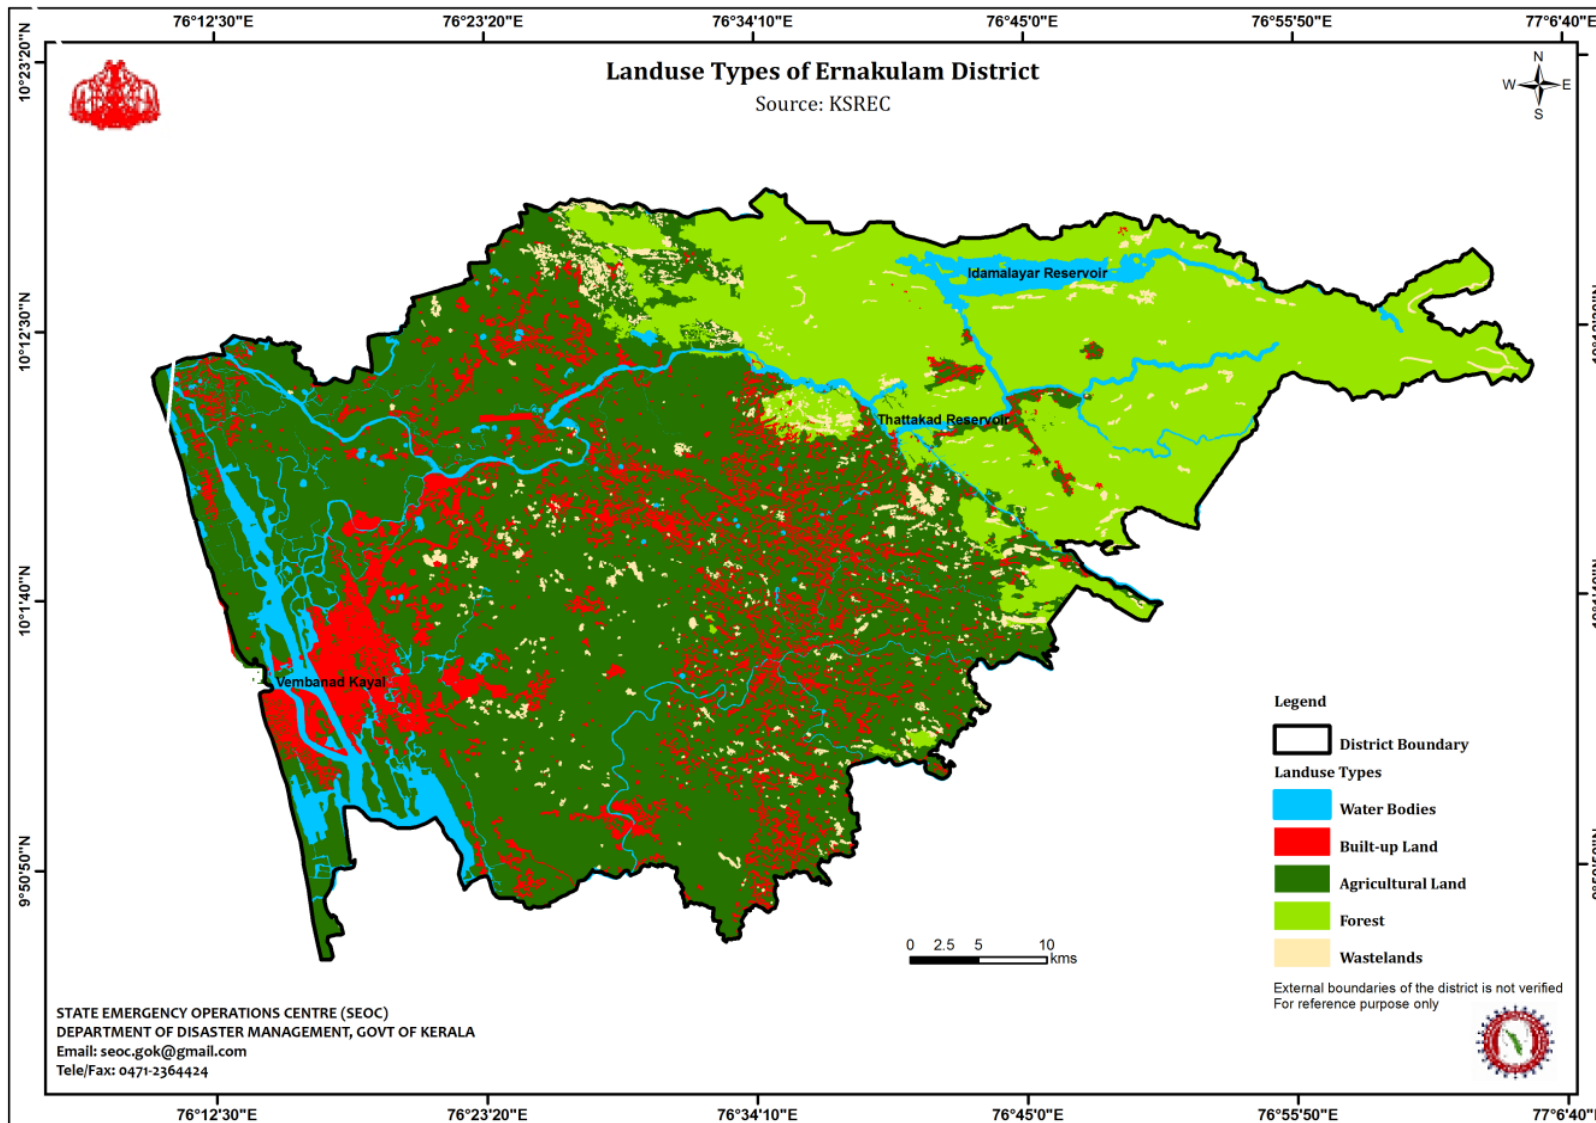 76°12'30"E 76°23'20"E 76°34'10"E 76°45'0"E 76°55'50"E 77°6'40"E
10°23'20"N
Landuse Types of Ernakulam District
Source: KSREC
N
W E
S
Idamalayar Reservoir
10°12'30"N
Thattakad Reservoir
10°1'40"N
Vembanad Kayal
Legend
District Boundary
Landuse Types
Water Bodies
Built-up Land
9°50'50"N
Agricultural Land
Forest
0 2.5 5 10
kms
Wastelands
External boundaries of the district is not verified
For reference purpose only
STATE EMERGENCY OPERATIONS CENTRE (SEOC)
DEPARTMENT OF DISASTER MANAGEMENT, GOVT OF KERALA
Email: seoc.gok@gmail.com
Tele/Fax: 0471-2364424
76°12'30"E 76°23'20"E 76°34'10"E 76°45'0"E 76°55'50"E 77°6'40"E